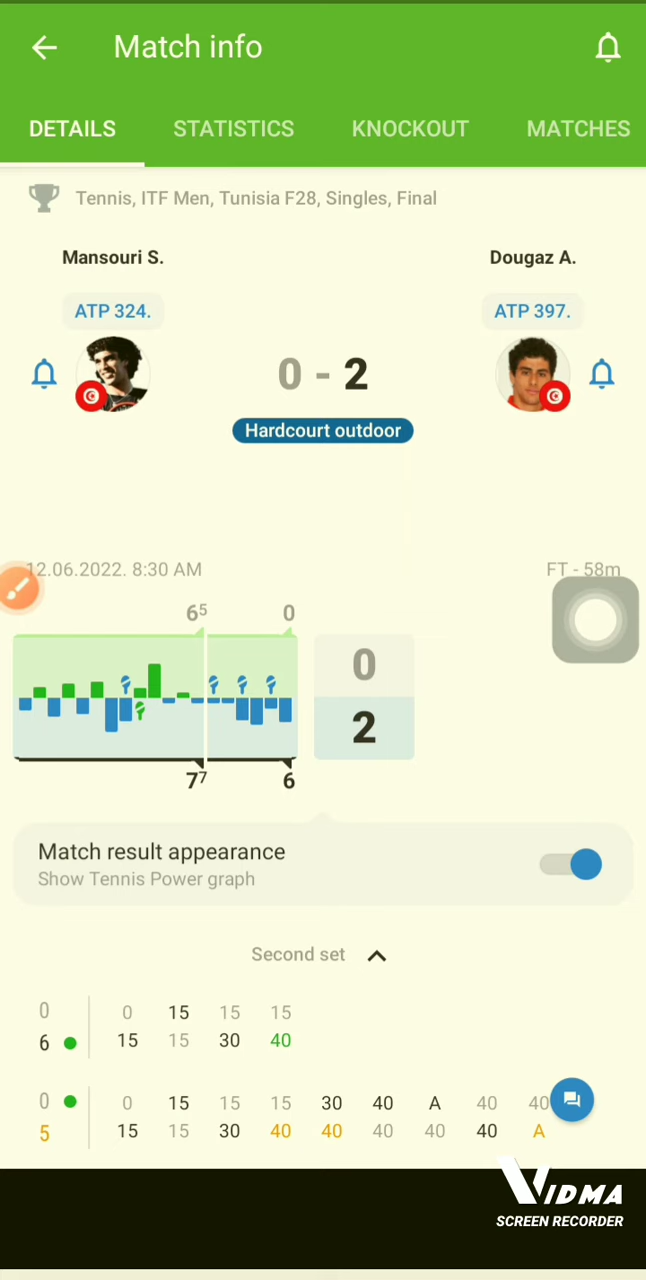 Match info
DETAILS STATISTICS KNOCKOUT MATCHES
Tennis, ITF Men, Tunisia F28, Singles, Final
Mansouri S. Dougaz A.
ATP 324. ATP 397.
0 - 2
Hardcourt outdoor
12.06.2022. 8:30 AM FT - 58m
6⁵ 0
0
2
7⁷ 6
Match result appearance
Show Tennis Power graph
Second set
0 0 15 15 15
6 15 15 30 40
0 0 15 15 15 30 40 A 40 40
5 15 15 30 40 40 40 40 40 A
VIDMA
SCREEN RECORDER